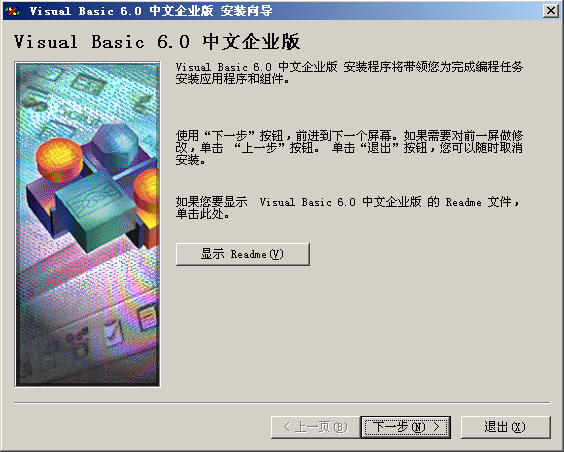 Visual Basic 6.0 中文企业版 安装向导
Visual Basic 6.0 中文企业版
Visual Basic 6.0 中文企业版 安装程序将带领您为完成编程任务
安装应用程序和组件。
使用“下一步”按钮，前进到下一个屏幕。如果需要对前一屏做修
改，单击 “上一步”按钮。 单击“退出”按钮，您可以随时取消
安装。
如果您要显示 Visual Basic 6.0 中文企业版 的 Readme 文件，
单击此处。
显示 Readme(V)
< 上一页(B)
下一步(N) >
退出(X)